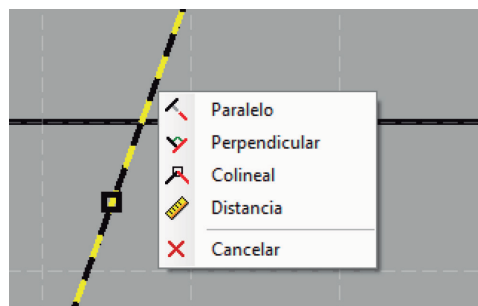 Paralelo
Perpendicular
Colineal
Distancia
Cancelar